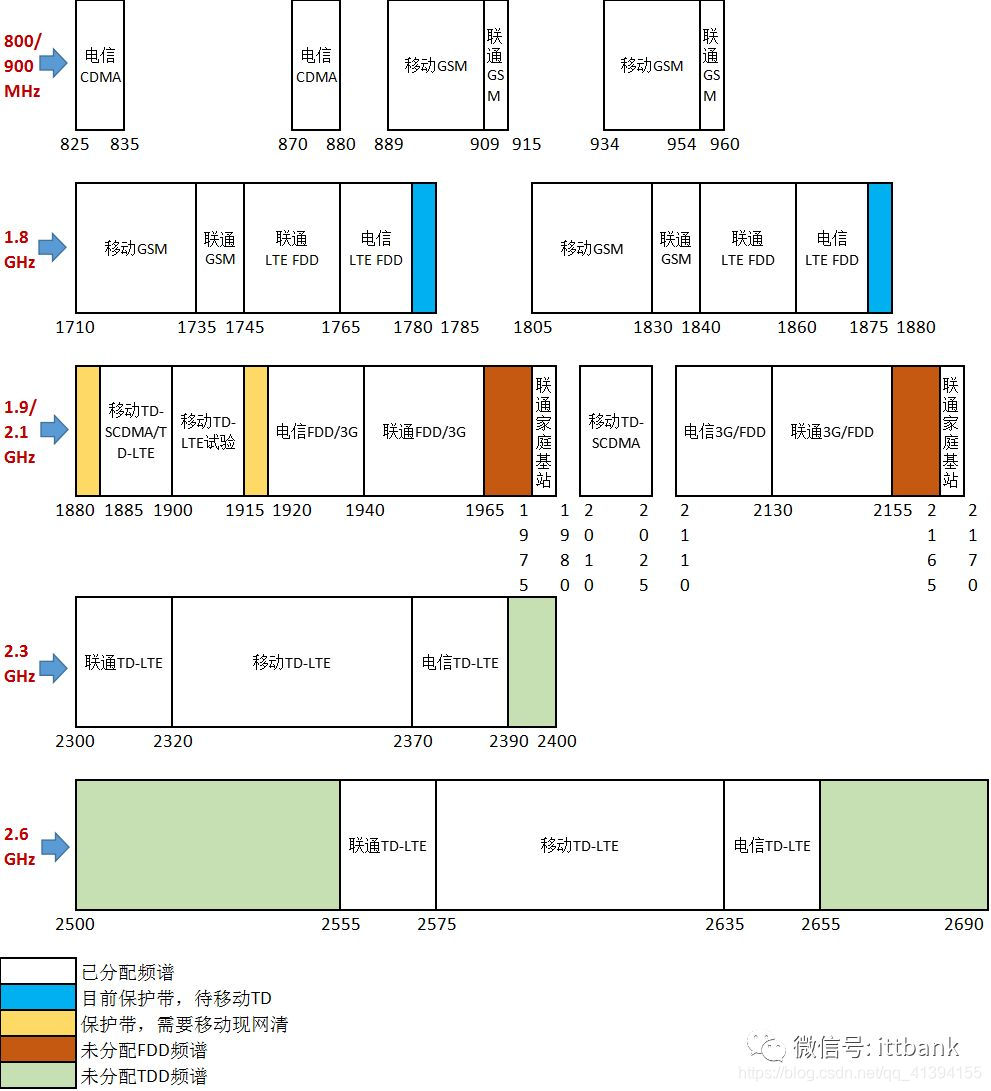 800/
900
MHz
电信
CDMA
电信
CDMA
移动GSM
联
通
GS
M
移动GSM
联
通
GS
M
825 835 870 880 889 909 915 934 954 960
1.8
GHz
移动GSM
联通
GSM
联通
LTE FDD
电信
LTE FDD
移动GSM
联通
GSM
联通
LTE FDD
电信
LTE FDD
1710 1735 1745 1765 1780 1785 1805 1830 1840 1860 1875 1880
1.9/
2.1
GHz
移动TD-
SCDMA/T
D-LTE
移动TD-
LTE试验
电信FDD/3G
联通FDD/3G
联
通
家
庭
基
站
移动TD-
SCDMA
电信3G/FDD
联通3G/FDD
联
通
家
庭
基
站
1880 1885 1900 1915 1920 1940 1965 1975 1980 2010 2025 2110 2130 2155 2165 2170
2.3
GHz
联通TD-LTE
移动TD-LTE
电信TD-LTE
2300 2320 2370 2390 2400
2.6
GHz
联通TD-LTE
移动TD-LTE
电信TD-LTE
2500 2555 2575 2635 2655 2690
已分配频谱
目前保护带，待移动TD
保护带，需要移动现网清
未分配FDD频谱
未分配TDD频谱
微信号: ittbank
https://blog.csdn.net/qq_41394155